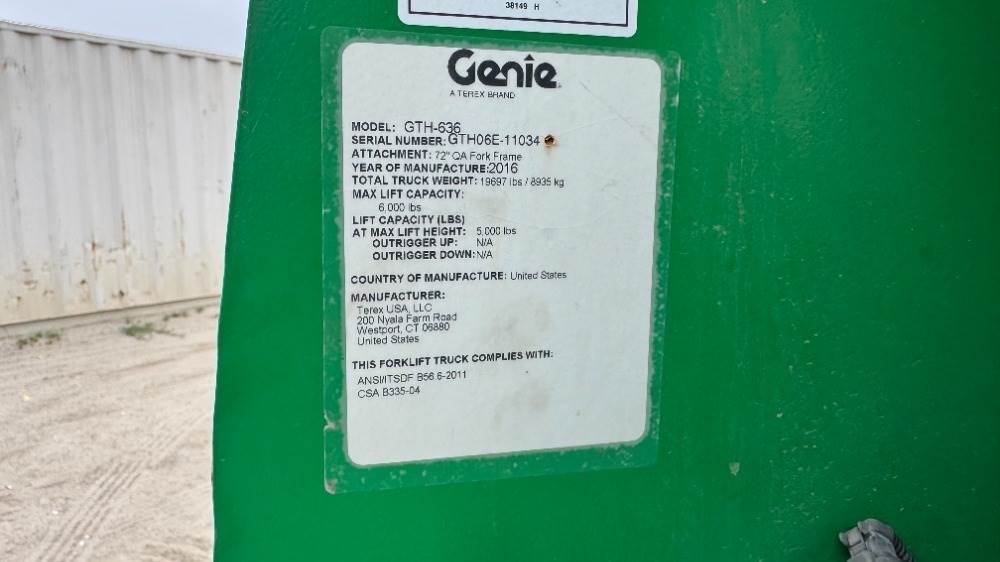 38149 H
Genie
A TEREX BRAND
MODEL: GTH-636
SERIAL NUMBER: GTH06E-11034
ATTACHMENT: 72" QA Fork Frame
YEAR OF MANUFACTURE: 2016
TOTAL TRUCK WEIGHT: 19697 lbs / 8935 kg
MAX LIFT CAPACITY:
6,000 lbs
LIFT CAPACITY (LBS)
AT MAX LIFT HEIGHT: 5,000 lbs
OUTRIGGER UP: N/A
OUTRIGGER DOWN: N/A
COUNTRY OF MANUFACTURE: United States
MANUFACTURER:
Terex USA, LLC
200 Nyala Farm Road
Westport, CT 06880
United States
THIS FORKLIFT TRUCK COMPLIES WITH:
ANSI/ITSDF B56.6-2011
CSA B335-04